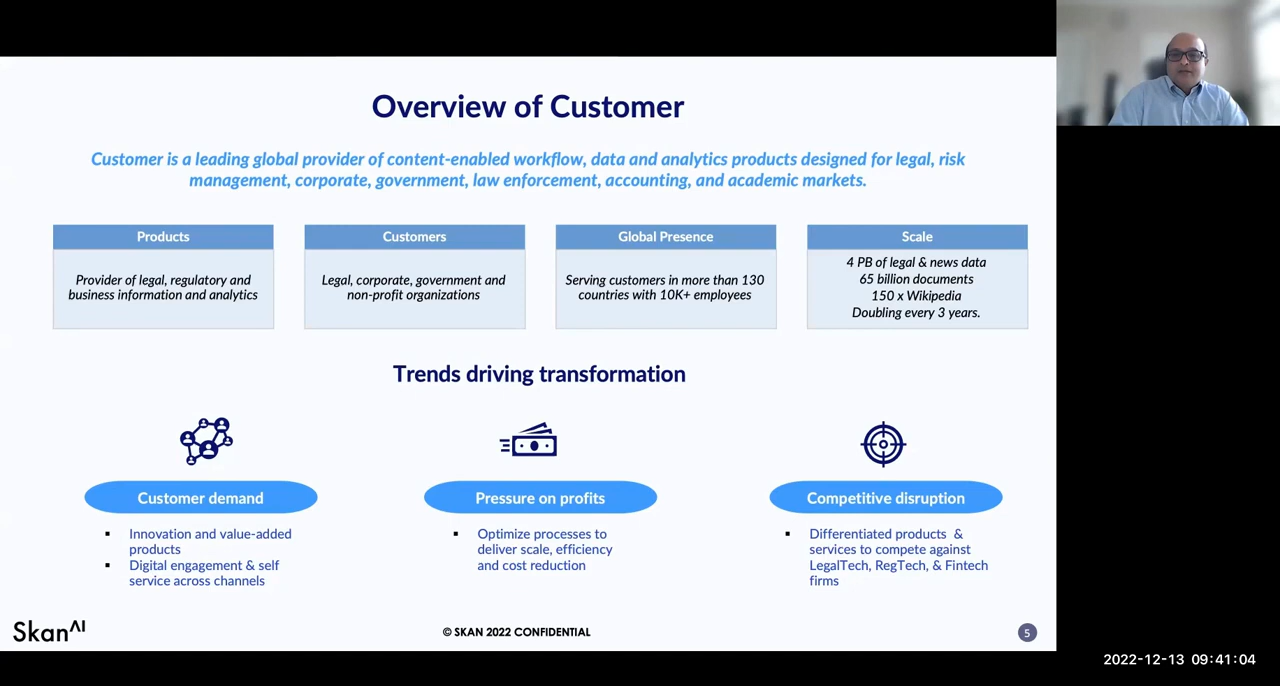 Overview of Customer
Customer is a leading global provider of content-enabled workflow, data and analytics products designed for legal, risk
management, corporate, government, law enforcement, accounting, and academic markets.
Products
Provider of legal, regulatory and
business information and analytics
Customers
Legal, corporate, government and
non-profit organizations
Global Presence
Serving customers in more than 130
countries with 10K+ employees
Scale
4 PB of legal & news data
65 billion documents
150 x Wikipedia
Doubling every 3 years.
Trends driving transformation
Customer demand
▪ Innovation and value-added
products
▪ Digital engagement & self
service across channels
Pressure on profits
▪ Optimize processes to
deliver scale, efficiency
and cost reduction
Competitive disruption
▪ Differentiated products &
services to compete against
LegalTech, RegTech, & Fintech
firms
Skan AI
© SKAN 2022 CONFIDENTIAL
5
2022-12-13 09:41:04